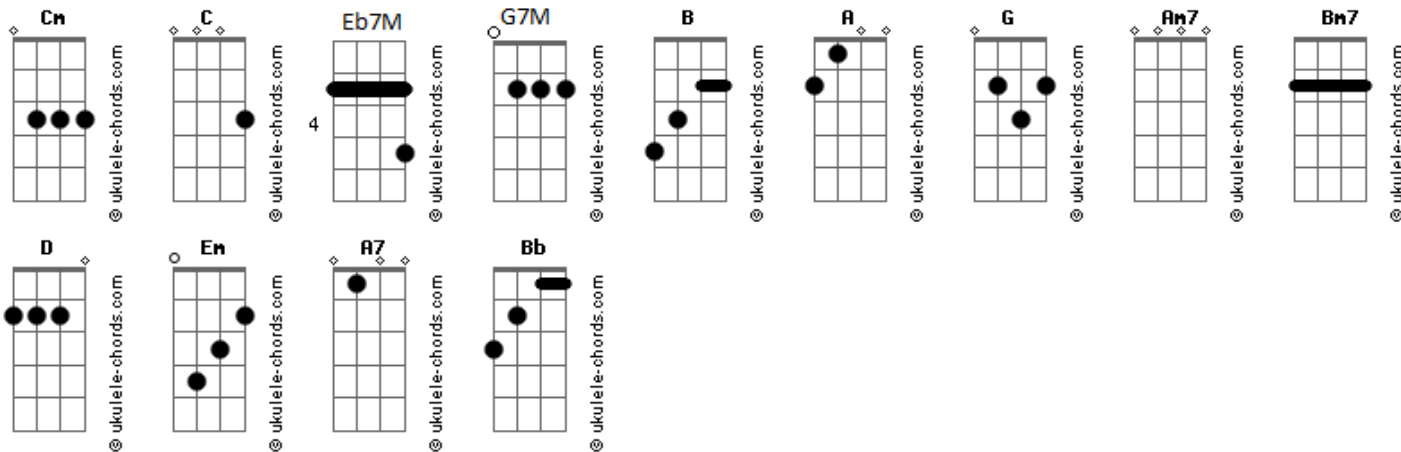 Cm C Eb7M G7M B A G Am7 Bm7
4
© ukulele-chords.com © ukulele-chords.com © ukulele-chords.com © ukulele-chords.com © ukulele-chords.com © ukulele-chords.com © ukulele-chords.com © ukulele-chords.com © ukulele-chords.com
D Em A7 Bb
© ukulele-chords.com © ukulele-chords.com © ukulele-chords.com © ukulele-chords.com